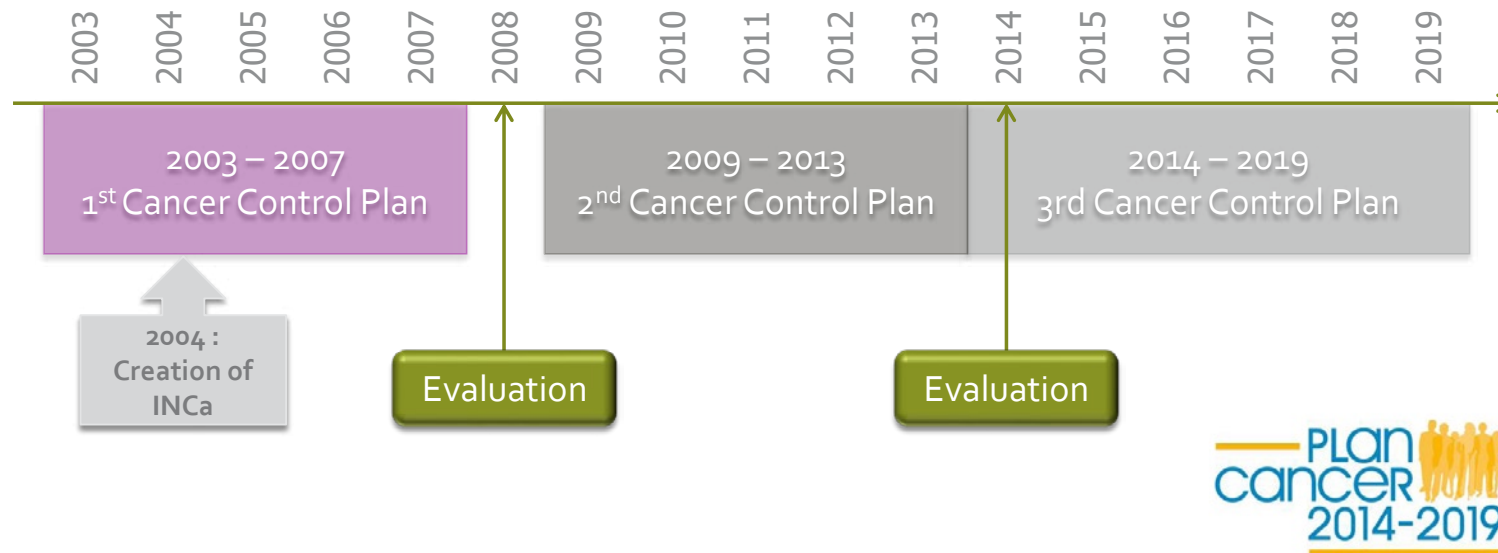 2003 2004 2005 2006 2007 2008 2009 2010 2011 2012 2013 2014 2015 2016 2017 2018 2019
2003 – 2007
1st Cancer Control Plan
2009 – 2013
2nd Cancer Control Plan
2014 – 2019
3rd Cancer Control Plan
2004 :
Creation of
INCa
Evaluation
Evaluation
PLan
canceR
2014-2019